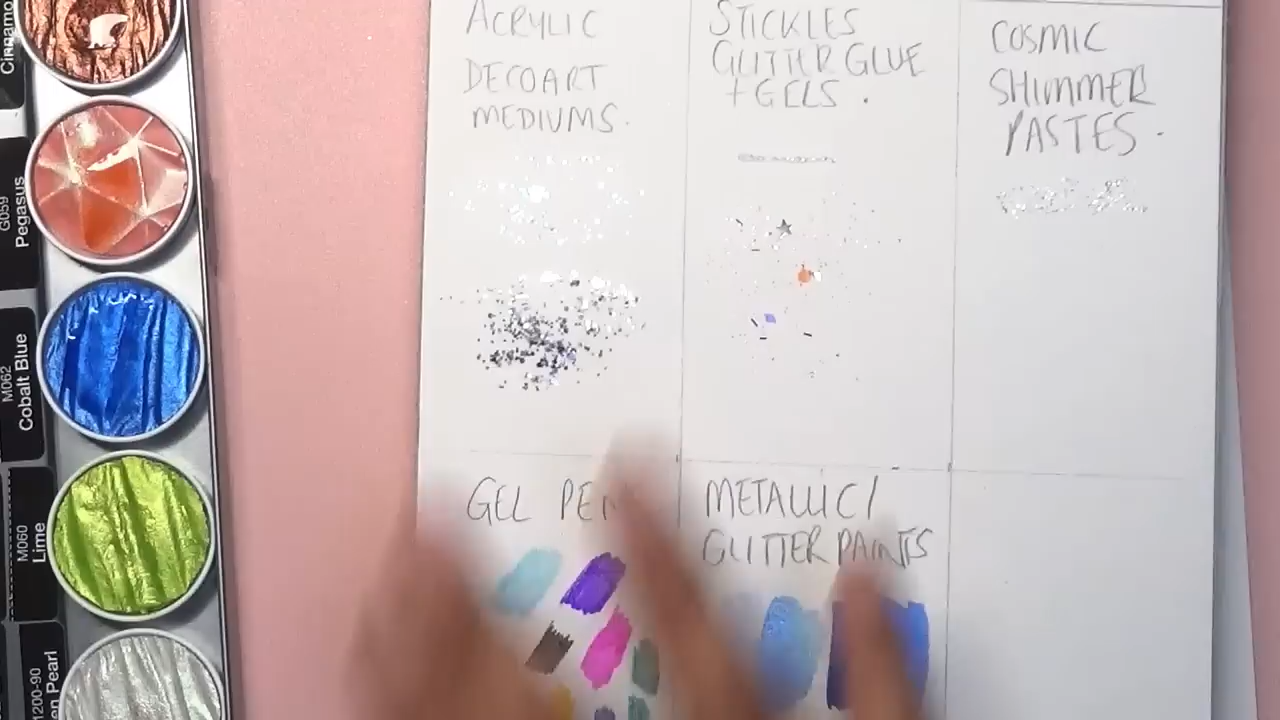 Cinnamo
G059
Pegasus
M062
Cobalt Blue
M060
Lime
1200-90
en Pearl
ACRYLIC
DECOART
MEDIUMS.
STICKLES
GLITTER GLUE
+ GELS.
COSMIC
SHIMMER
PASTES.
GEL PEN
METALLIC/
GLITTER PAINTS